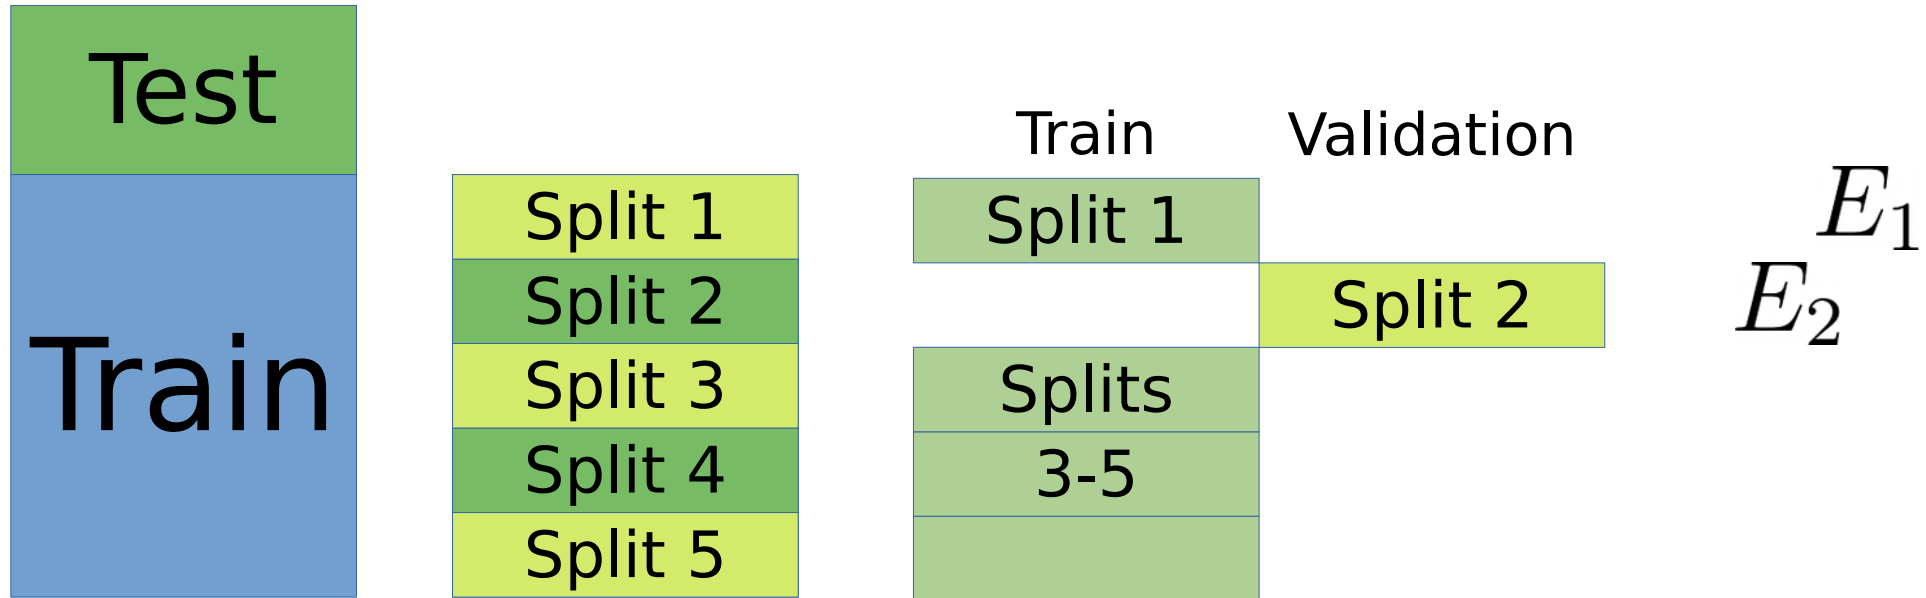 Test
Train
Split 1
Split 2
Split 3
Split 4
Split 5
Train
Split 1
Splits
3-5
Validation
Split 2
E₁
E₂